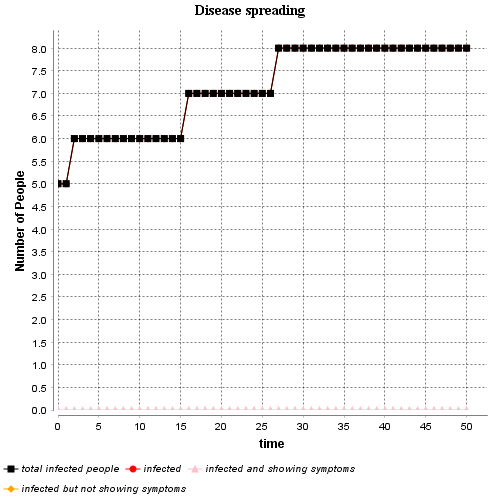 Disease spreading
8.0
7.5
7.0
6.5
6.0
5.5
5.0
4.5
4.0
3.5
3.0
2.5
2.0
1.5
1.0
0.5
0.0
Number of People
0 5 10 15 20 25 30 35 40 45 50
time
total infected people infected infected and showing symptoms
infected but not showing symptoms